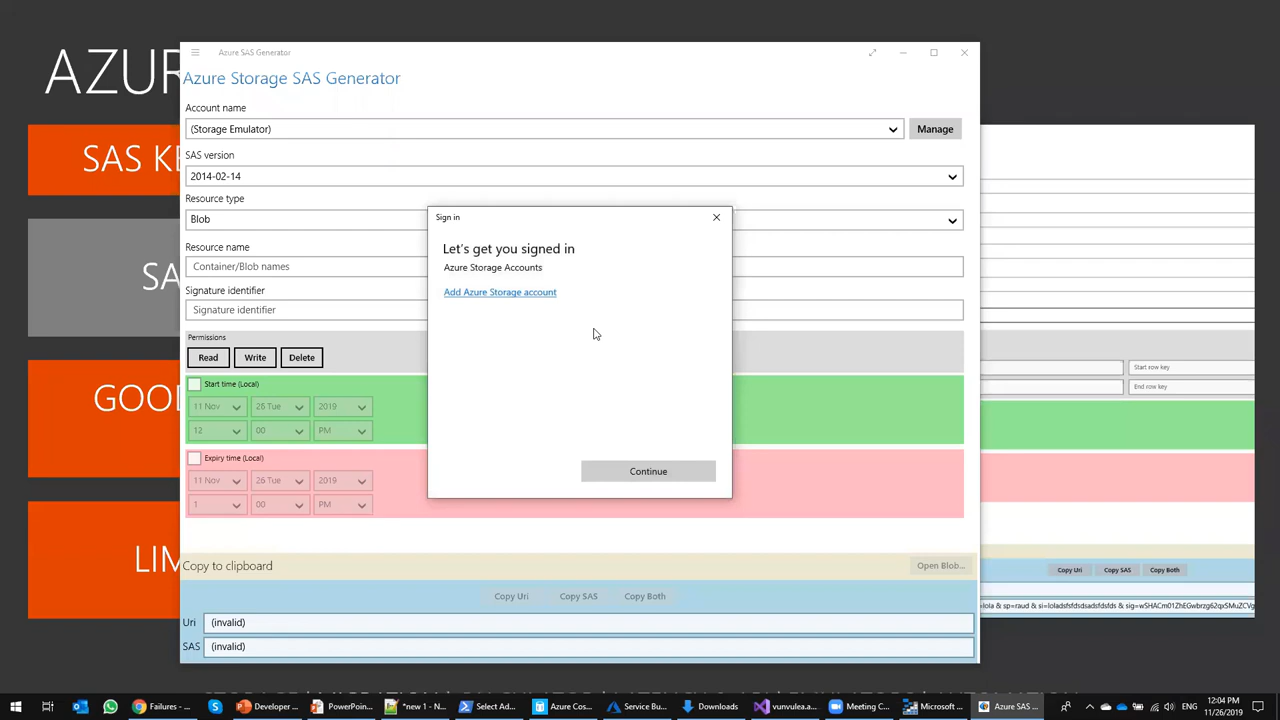 AZUR
SAS KE
SA
GOOD
LIM
Azure SAS Generator
Azure Storage SAS Generator
Account name
(Storage Emulator)
Manage
SAS version
2014-02-14
Resource type
Blob
Resource name
Container/Blob names
Signature identifier
Signature identifier
Permissions
Read
Write
Delete
Start time (Local)
11 Nov
26 Tue
2019
12
00
PM
Expiry time (Local)
11 Nov
26 Tue
2019
1
00
PM
Sign in
Let's get you signed in
Azure Storage Accounts
Add Azure Storage account
Continue
Start row key
End row key
Copy to clipboard
Open Blob...
Copy Uri
Copy SAS
Copy Both
Uri
(invalid)
SAS
(invalid)
Copy Uri
Copy SAS
Copy Both
Failures - ...
Developer ...
PowerPoint...
*new 1 - N...
Select Ad...
Azure Cos...
Service Bu...
Downloads
vunvulea...
Meeting C...
Microsoft ...
Azure SAS ...
12:04 PM
11/26/2019